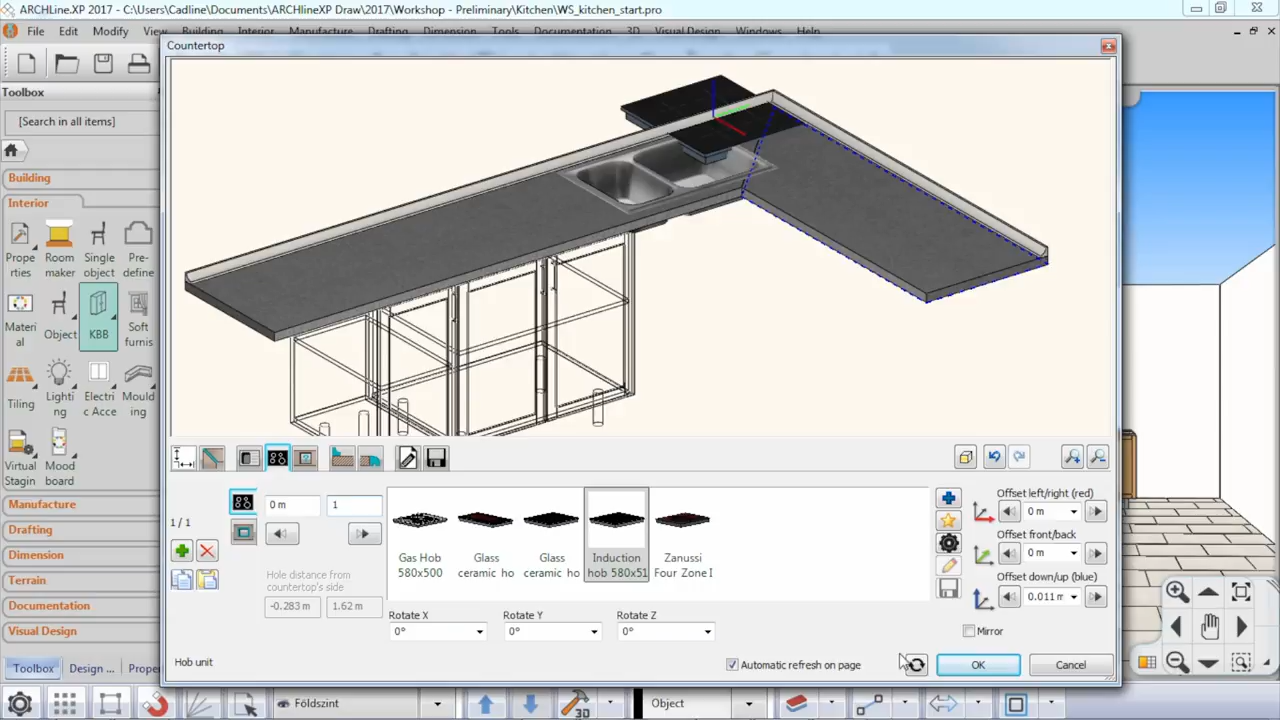 ARCHLine.XP 2017 - C:\Users\Cadline\Documents\ARCHlineXP Draw\2017\Workshop - Preliminary\Kitchen\WS_kitchen_start.pro
File Edit Modify View Building Interior Manufacture Drafting Dimension Tools Documentation 3D Visual Design Windows Help
Countertop
Toolbox
[Search in all items]
Building
Interior
Prope
rties
Room
maker
Single
object
Pre-
define
Materi
al
Object
KBB
Soft
furnis
Tiling
Lighti
ng
Electri
c Acce
Mould
ing
Virtual
Stagin
Mood
board
Manufacture
Drafting
Dimension
Terrain
Documentation
Visual Design
Toolbox Design ... Proper
1 / 1
0 m
1
Hole distance from
countertop's side
-0.283 m
1.62 m
Gas Hob
580x500
Glass
ceramic ho
Glass
ceramic ho
Induction
hob 580x51
Zanussi
Four Zone I
Rotate X
0°
Rotate Y
0°
Rotate Z
0°
Offset left/right (red)
0 m
Offset front/back
0 m
Offset down/up (blue)
0.011 m
Mirror
Hob unit
Automatic refresh on page
OK
Cancel
Földszint
3D
Object